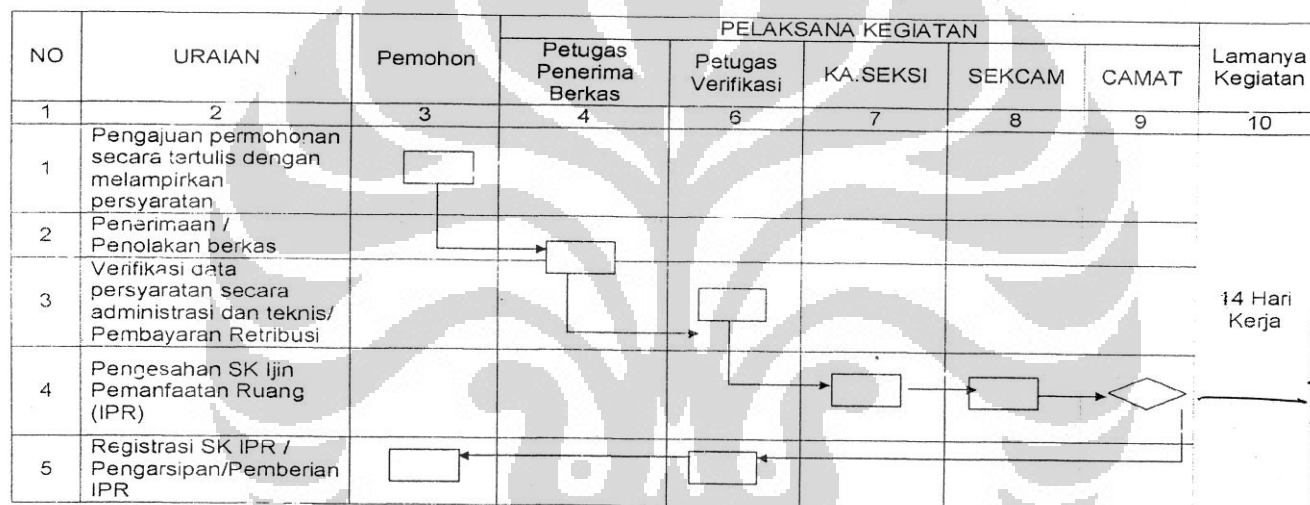 PELAKSANA KEGIATAN
NO
URAIAN
Pemohon
Petugas
Penerima
Berkas
Petugas
Verifikasi
KA.SEKSI
SEKCAM
CAMAT
Lamanya
Kegiatan
1
2
3
4
6
7
8
9
10
1
Pengajuan permohonan
secara tertulis dengan
melampirkan
persyaratan
2
Penerimaan /
Penolakan berkas
3
Verifikasi data
persyaratan secara
administrasi dan teknis/
Pembayaran Retribusi
14 Hari
Kerja
4
Pengesahan SK Ijin
Pemanfaatan Ruang
(IPR)
5
Registrasi SK IPR /
Pengarsipan/Pemberian
IPR